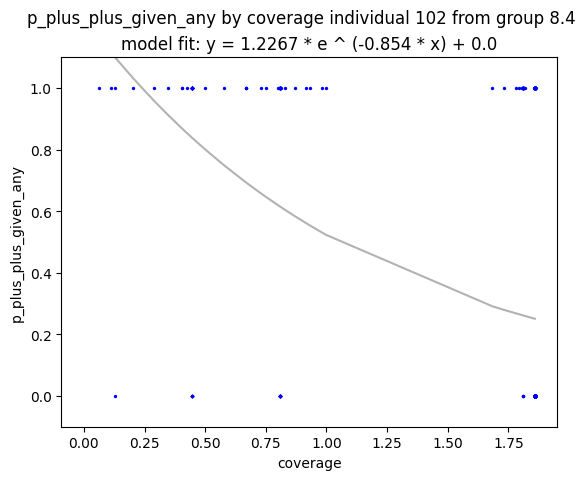 p_plus_plus_given_any by coverage individual 102 from group 8.4
model fit: y = 1.2267 * e ^ (-0.854 * x) + 0.0
1.0
0.8
0.6
0.4
0.2
0.0
p_plus_plus_given_any
0.00 0.25 0.50 0.75 1.00 1.25 1.50 1.75
coverage